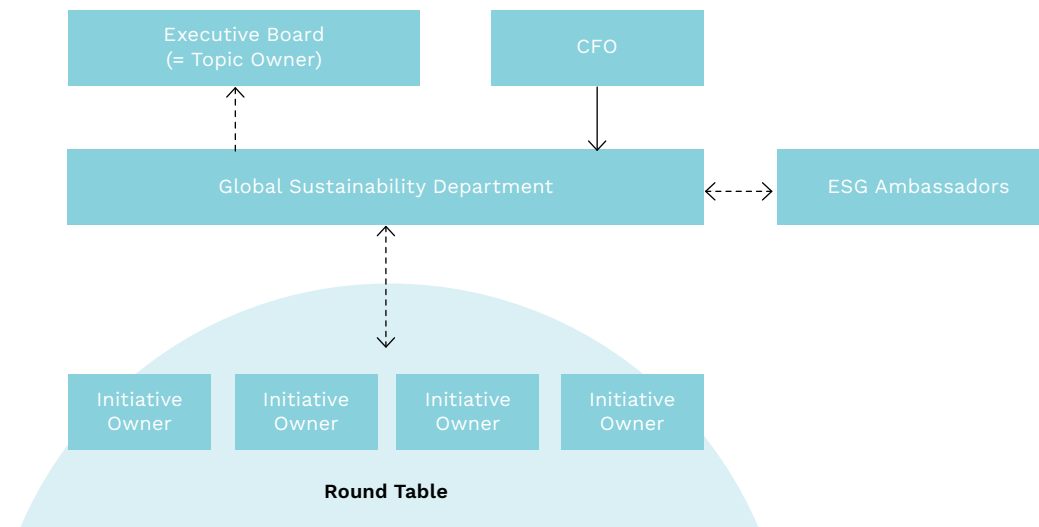 Executive Board
(= Topic Owner)
CFO
Global Sustainability Department
ESG Ambassadors
Initiative
Owner
Initiative
Owner
Initiative
Owner
Initiative
Owner
Round Table